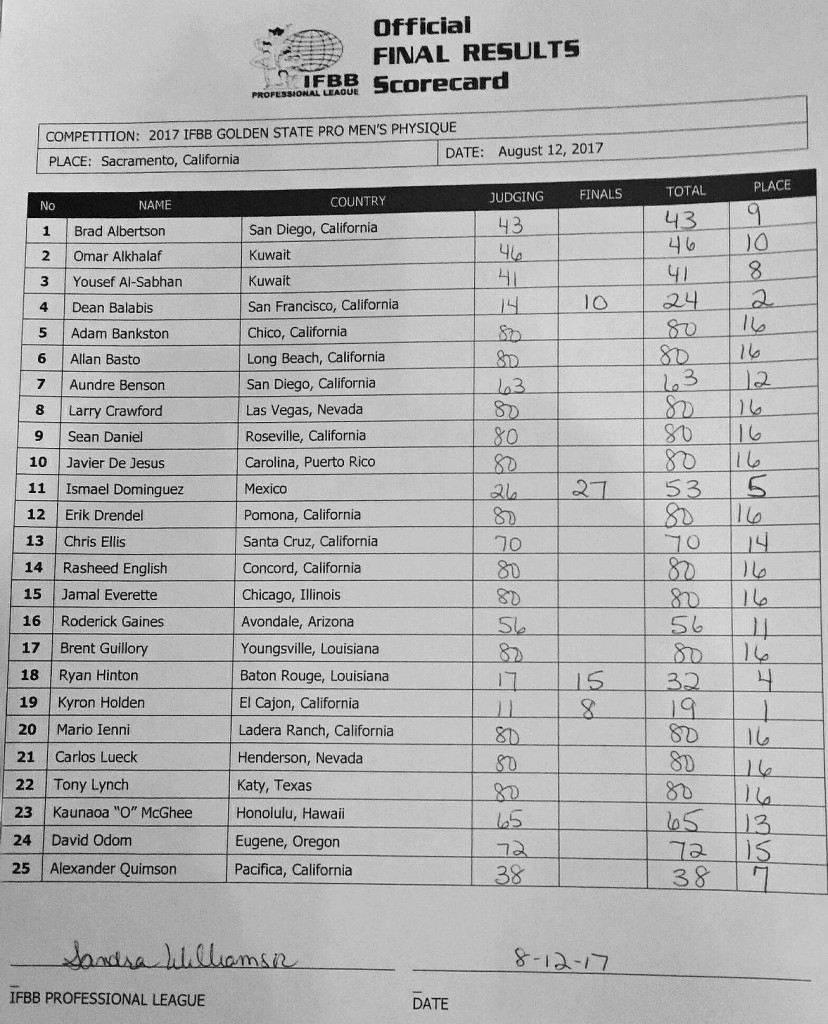 Official
FINAL RESULTS
Scorecard
IFBB
PROFESSIONAL LEAGUE
COMPETITION: 2017 IFBB GOLDEN STATE PRO MEN'S PHYSIQUE
PLACE: Sacramento, California DATE: August 12, 2017
No NAME COUNTRY JUDGING FINALS TOTAL PLACE
1 Brad Albertson San Diego, California 43 43 9
2 Omar Alkhalaf Kuwait 46 46 10
3 Yousef Al-Sabhan Kuwait 41 41 8
4 Dean Balabis San Francisco, California 14 10 24 2
5 Adam Bankston Chico, California 80 80 16
6 Allan Basto Long Beach, California 80 80 16
7 Aundre Benson San Diego, California 63 63 12
8 Larry Crawford Las Vegas, Nevada 80 80 16
9 Sean Daniel Roseville, California 80 80 16
10 Javier De Jesus Carolina, Puerto Rico 80 80 16
11 Ismael Dominguez Mexico 26 27 53 5
12 Erik Drendel Pomona, California 80 80 16
13 Chris Ellis Santa Cruz, California 70 70 14
14 Rasheed English Concord, California 80 80 16
15 Jamal Everette Chicago, Illinois 80 80 16
16 Roderick Gaines Avondale, Arizona 56 56 11
17 Brent Guillory Youngsville, Louisiana 80 80 16
18 Ryan Hinton Baton Rouge, Louisiana 17 15 32 4
19 Kyron Holden El Cajon, California 11 8 19 1
20 Mario Ienni Ladera Ranch, California 80 80 16
21 Carlos Lueck Henderson, Nevada 80 80 16
22 Tony Lynch Katy, Texas 80 80 16
23 Kaunaoa "O" McGhee Honolulu, Hawaii 65 65 13
24 David Odom Eugene, Oregon 72 72 15
25 Alexander Quimson Pacifica, California 38 38 7
Sandra Williamson 8-12-17
IFBB PROFESSIONAL LEAGUE DATE